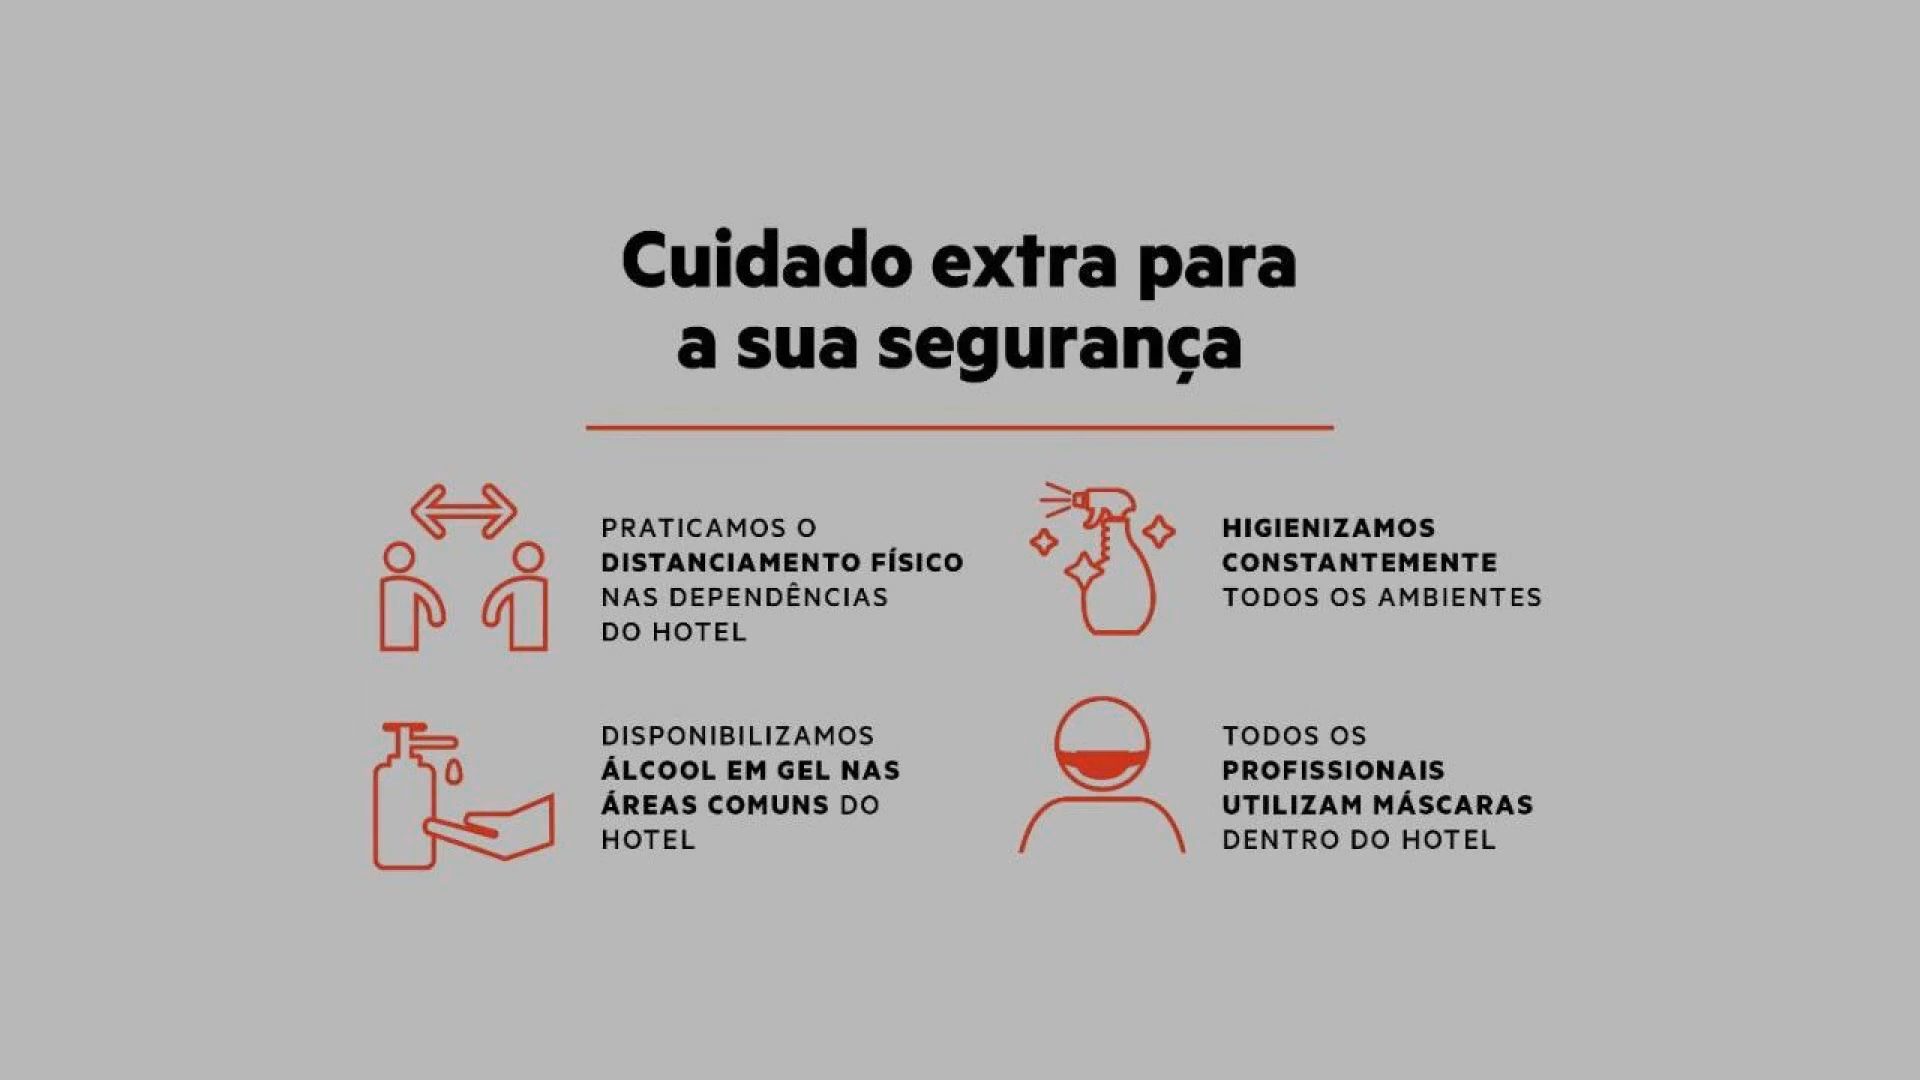 Cuidado extra para
a sua segurança
PRATICAMOS O
DISTANCIAMENTO FÍSICO
NAS DEPENDÊNCIAS
DO HOTEL
HIGIENIZAMOS
CONSTANTEMENTE
TODOS OS AMBIENTES
DISPONIBILIZAMOS
ÁLCOOL EM GEL NAS
ÁREAS COMUNS DO
HOTEL
TODOS OS
PROFISSIONAIS
UTILIZAM MÁSCARAS
DENTRO DO HOTEL